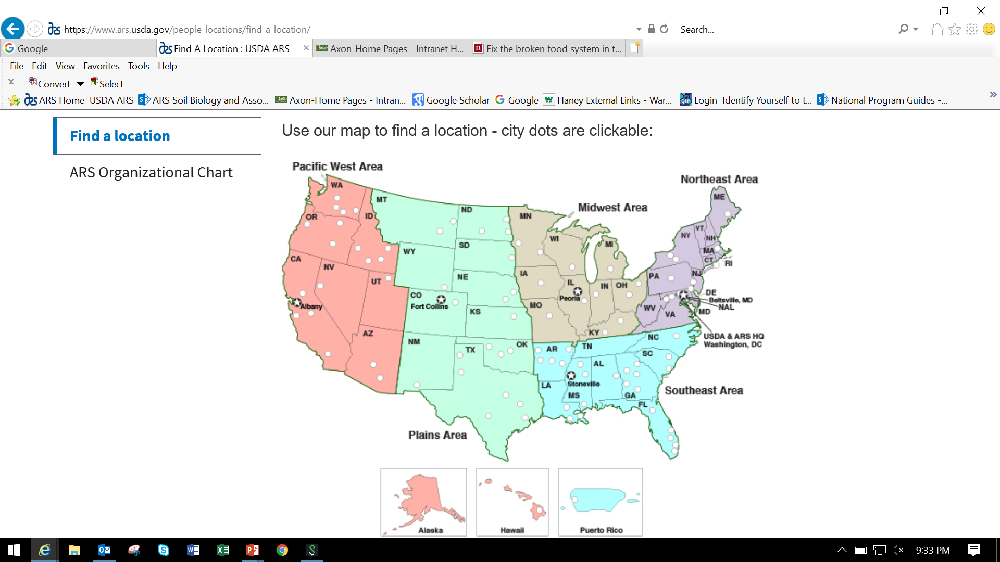 https://www.ars.usda.gov/people-locations/find-a-location/
Search...
Google
Find A Location : USDA ARS
Axon-Home Pages - Intranet H...
Fix the broken food system in t...
File Edit View Favorites Tools Help
x Convert Select
ARS Home USDA ARS ARS Soil Biology and Asso... Axon-Home Pages - Intran... Google Scholar Google Haney External Links - War... Login Identify Yourself to t... National Program Guides -...
Find a location
ARS Organizational Chart
Use our map to find a location - city dots are clickable:
Pacific West Area
Northeast Area
Midwest Area
WA
MT
ND
MN
ME
OR
ID
WI
MI
NY
VT
NH
MA
CT
RI
SD
WY
CA
NV
UT
NE
IA
IL
IN
OH
PA
NJ
Peoria
DE
Beltsville, MD
NAL
MD
CO
Fort Collins
Albany
KS
MO
KY
WV
VA
USDA & ARS HQ
Washington, DC
AZ
NM
TX
OK
AR
TN
NC
SC
AL
LA
Stoneville
MS
GA
FL
Southeast Area
Plains Area
Alaska
Hawaii
Puerto Rico
9:33 PM